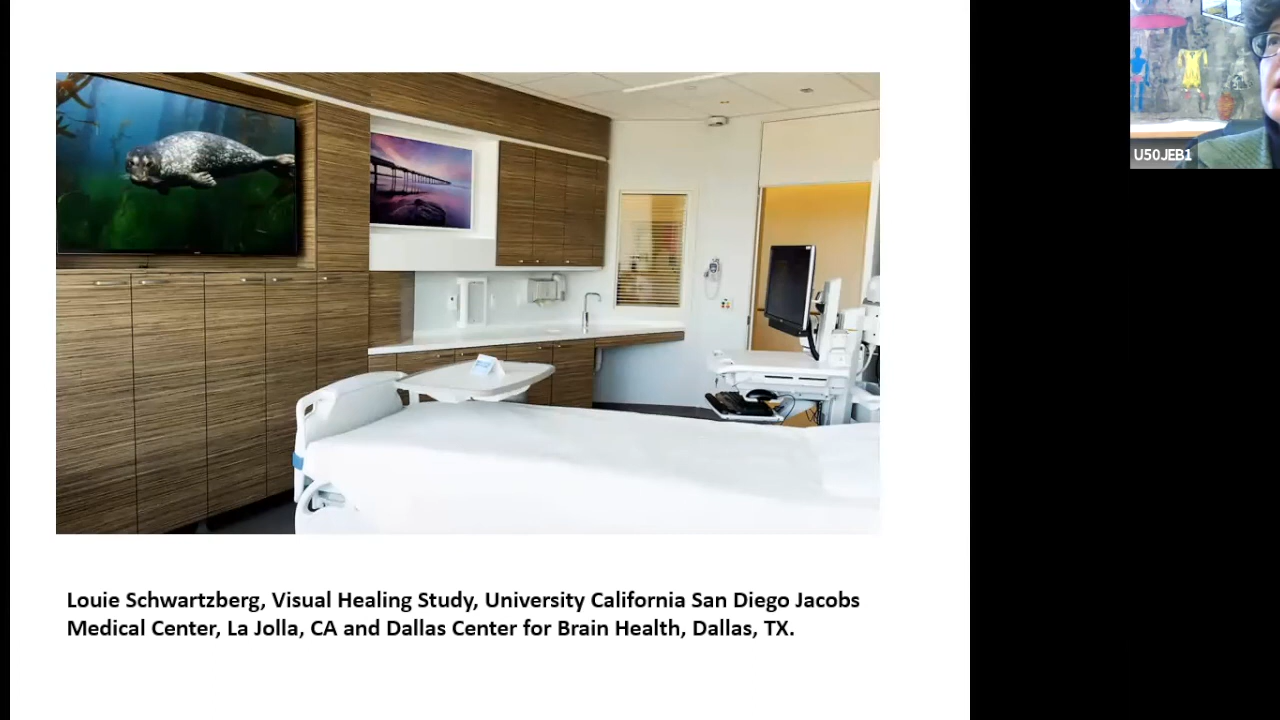 U50JEB1
Louie Schwartzberg, Visual Healing Study, University California San Diego Jacobs
Medical Center, La Jolla, CA and Dallas Center for Brain Health, Dallas, TX.